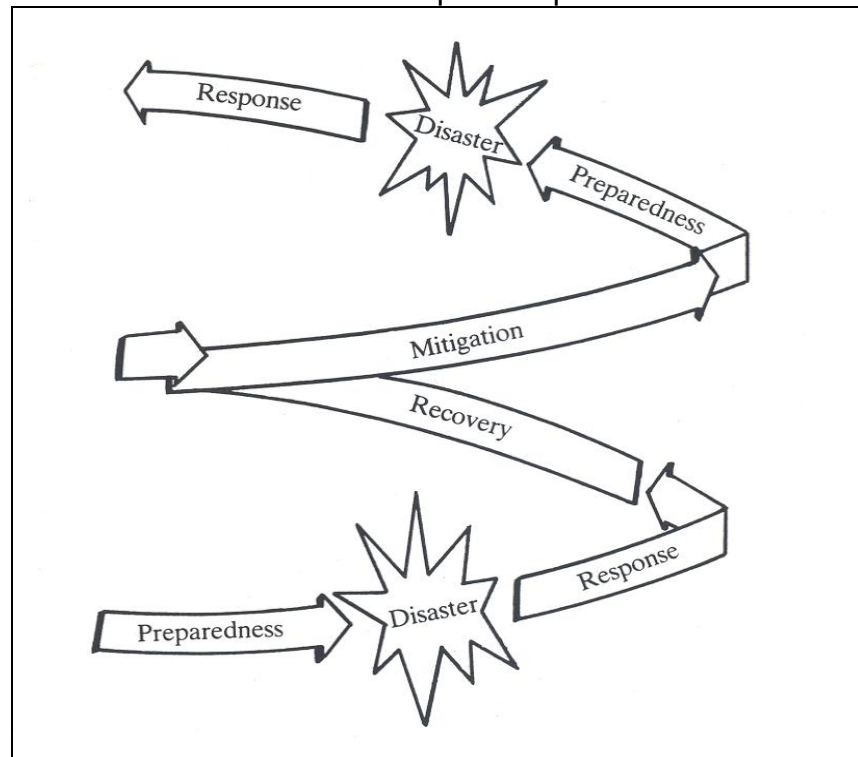 Response
Disaster
Preparedness
Mitigation
Recovery
Response
Disaster
Preparedness